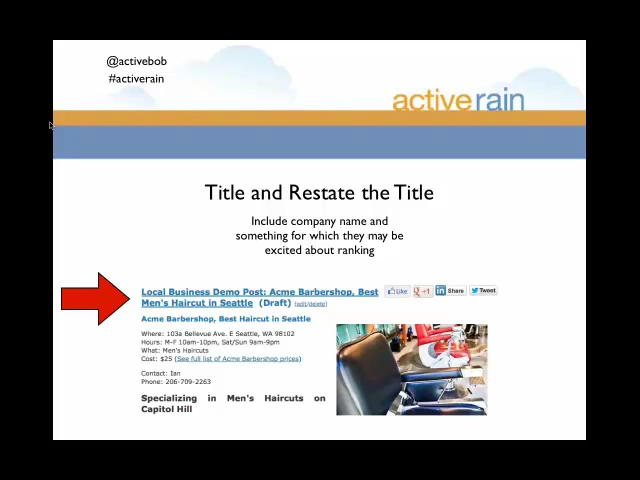 @activebob
#activerain
activerain
Title and Restate the Title
Include company name and
something for which they may be
excited about ranking
Local Business Demo Post: Acme Barbershop, Best
Men's Haircut in Seattle (Draft) [edit/delete]
Like +1 Share Tweet
Acme Barbershop, Best Haircut in Seattle
Where: 103a Bellevue Ave. E Seattle, WA 98102
Hours: M-F 10am-10pm, Sat/Sun 9am-9pm
What: Men's Haircuts
Cost: $25 (See full list of Acme Barbershop prices)
Contact: Ian
Phone: 206-709-2263
Specializing in Men's Haircuts on
Capitol Hill